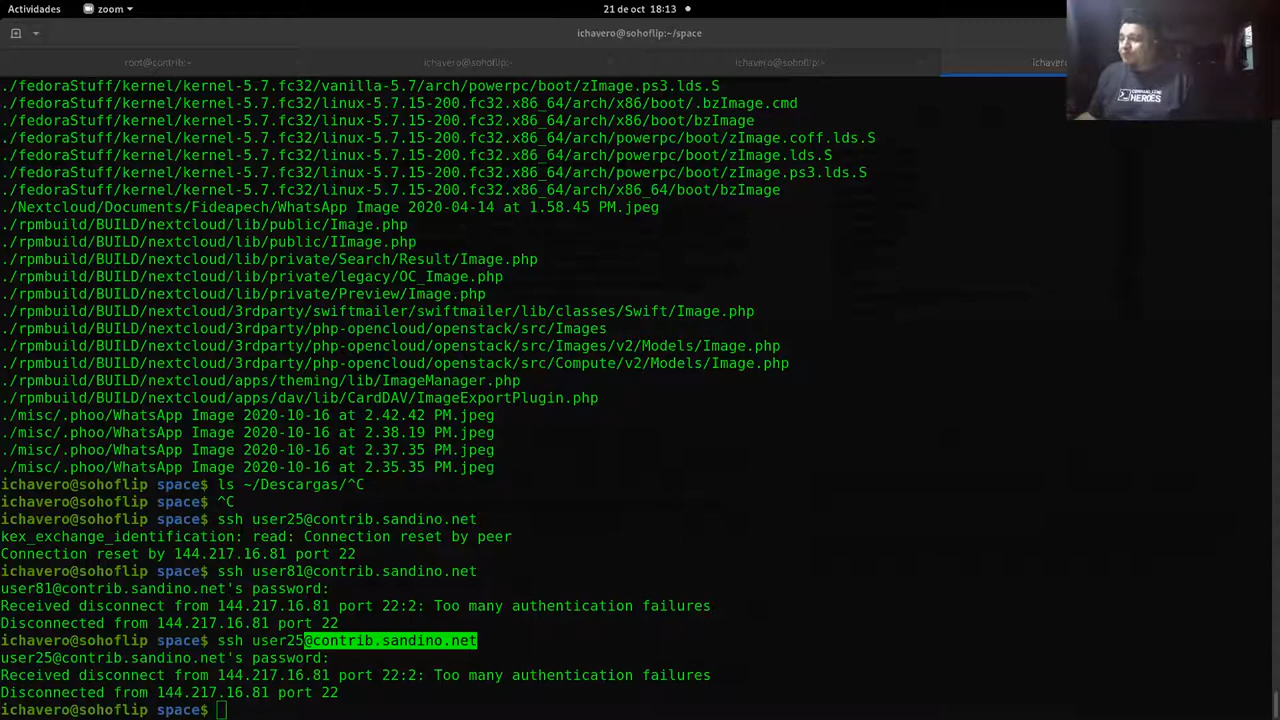 Actividades
zoom
21 de oct 18:13
ichavero@sohoflip:~/space
root@contrib:~
ichavero@sohoflip:~
ichavero@sohoflip:~
ichavero
./fedoraStuff/kernel/kernel-5.7.fc32/vanilla-5.7/arch/powerpc/boot/zImage.ps3.lds.S
./fedoraStuff/kernel/kernel-5.7.fc32/linux-5.7.15-200.fc32.x86_64/arch/x86/boot/.bzImage.cmd
./fedoraStuff/kernel/kernel-5.7.fc32/linux-5.7.15-200.fc32.x86_64/arch/x86/boot/bzImage
./fedoraStuff/kernel/kernel-5.7.fc32/linux-5.7.15-200.fc32.x86_64/arch/powerpc/boot/zImage.coff.lds.S
./fedoraStuff/kernel/kernel-5.7.fc32/linux-5.7.15-200.fc32.x86_64/arch/powerpc/boot/zImage.lds.S
./fedoraStuff/kernel/kernel-5.7.fc32/linux-5.7.15-200.fc32.x86_64/arch/powerpc/boot/zImage.ps3.lds.S
./fedoraStuff/kernel/kernel-5.7.fc32/linux-5.7.15-200.fc32.x86_64/arch/x86_64/boot/bzImage
./Nextcloud/Documents/Fideapech/WhatsApp Image 2020-04-14 at 1.58.45 PM.jpeg
./rpmbuild/BUILD/nextcloud/lib/public/Image.php
./rpmbuild/BUILD/nextcloud/lib/public/IImage.php
./rpmbuild/BUILD/nextcloud/lib/private/Search/Result/Image.php
./rpmbuild/BUILD/nextcloud/lib/private/legacy/OC_Image.php
./rpmbuild/BUILD/nextcloud/lib/private/Preview/Image.php
./rpmbuild/BUILD/nextcloud/3rdparty/swiftmailer/swiftmailer/lib/classes/Swift/Image.php
./rpmbuild/BUILD/nextcloud/3rdparty/php-opencloud/openstack/src/Images
./rpmbuild/BUILD/nextcloud/3rdparty/php-opencloud/openstack/src/Images/v2/Models/Image.php
./rpmbuild/BUILD/nextcloud/3rdparty/php-opencloud/openstack/src/Compute/v2/Models/Image.php
./rpmbuild/BUILD/nextcloud/apps/theming/lib/ImageManager.php
./rpmbuild/BUILD/nextcloud/apps/dav/lib/CardDAV/ImageExportPlugin.php
./misc/.phoo/WhatsApp Image 2020-10-16 at 2.42.42 PM.jpeg
./misc/.phoo/WhatsApp Image 2020-10-16 at 2.38.19 PM.jpeg
./misc/.phoo/WhatsApp Image 2020-10-16 at 2.37.35 PM.jpeg
./misc/.phoo/WhatsApp Image 2020-10-16 at 2.35.35 PM.jpeg
ichavero@sohoflip space$ ls ~/Descargas/^C
ichavero@sohoflip space$ ^C
ichavero@sohoflip space$ ssh user25@contrib.sandino.net
kex_exchange_identification: read: Connection reset by peer
Connection reset by 144.217.16.81 port 22
ichavero@sohoflip space$ ssh user81@contrib.sandino.net
user81@contrib.sandino.net's password:
Received disconnect from 144.217.16.81 port 22:2: Too many authentication failures
Disconnected from 144.217.16.81 port 22
ichavero@sohoflip space$ ssh user25@contrib.sandino.net
user25@contrib.sandino.net's password:
Received disconnect from 144.217.16.81 port 22:2: Too many authentication failures
Disconnected from 144.217.16.81 port 22
ichavero@sohoflip space$
HEROES